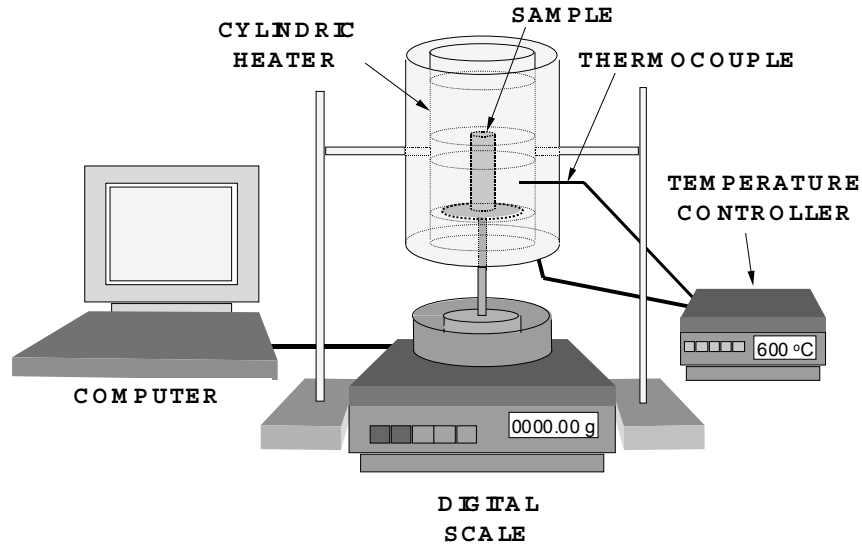 SAMPLE
CYLINDRIC
HEATER
THERMOCOUPLE
TEMPERATURE
CONTROLLER
600 °C
COMPUTER
0000.00 g
DIGITAL
SCALE